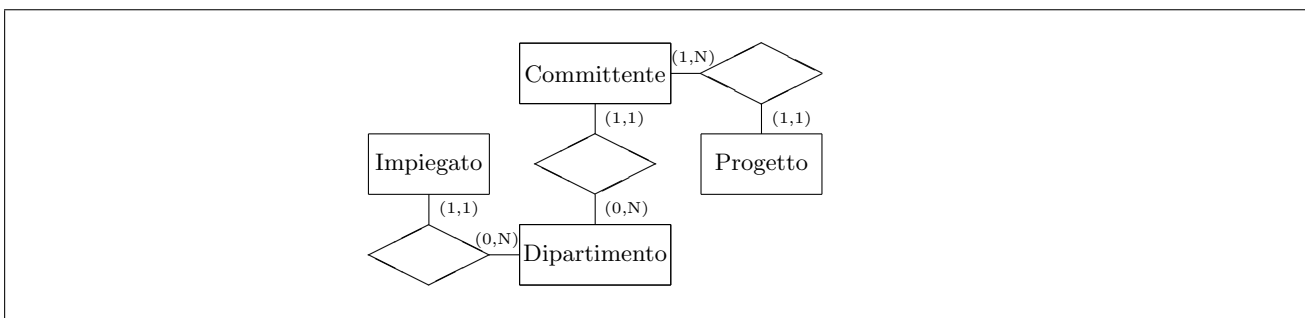 (1,N)
Committente
(1,1)
(1,1)
Impiegato
Progetto
(1,1)
(0,N)
(0,N)
Dipartimento